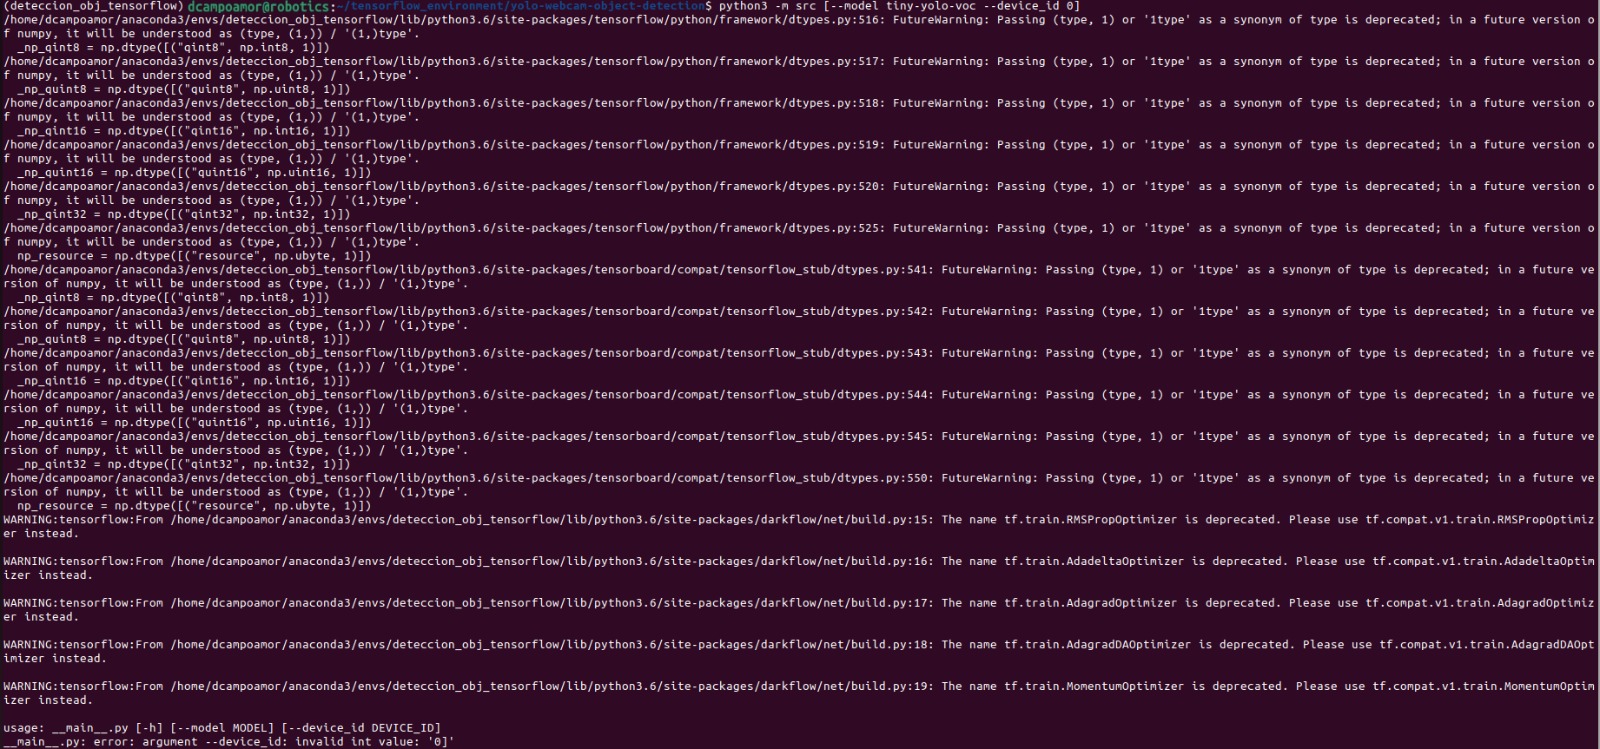 (deteccion_obj_tensorflow) dcampoamor@robotics:~/tensorflow_environment/yolo-webcam-object-detection$ python3 -m src [--model tiny-yolo-voc --device_id 0]
/home/dcampoamor/anaconda3/envs/deteccion_obj_tensorflow/lib/python3.6/site-packages/tensorflow/python/framework/dtypes.py:516: FutureWarning: Passing (type, 1) or '1type' as a synonym of type is deprecated; in a future version o
f numpy, it will be understood as (type, (1,)) / '(1,)type'.
  _np_qint8 = np.dtype([("qint8", np.int8, 1)])
/home/dcampoamor/anaconda3/envs/deteccion_obj_tensorflow/lib/python3.6/site-packages/tensorflow/python/framework/dtypes.py:517: FutureWarning: Passing (type, 1) or '1type' as a synonym of type is deprecated; in a future version o
f numpy, it will be understood as (type, (1,)) / '(1,)type'.
  _np_quint8 = np.dtype([("quint8", np.uint8, 1)])
/home/dcampoamor/anaconda3/envs/deteccion_obj_tensorflow/lib/python3.6/site-packages/tensorflow/python/framework/dtypes.py:518: FutureWarning: Passing (type, 1) or '1type' as a synonym of type is deprecated; in a future version o
f numpy, it will be understood as (type, (1,)) / '(1,)type'.
  _np_qint16 = np.dtype([("qint16", np.int16, 1)])
/home/dcampoamor/anaconda3/envs/deteccion_obj_tensorflow/lib/python3.6/site-packages/tensorflow/python/framework/dtypes.py:519: FutureWarning: Passing (type, 1) or '1type' as a synonym of type is deprecated; in a future version o
f numpy, it will be understood as (type, (1,)) / '(1,)type'.
  _np_quint16 = np.dtype([("quint16", np.uint16, 1)])
/home/dcampoamor/anaconda3/envs/deteccion_obj_tensorflow/lib/python3.6/site-packages/tensorflow/python/framework/dtypes.py:520: FutureWarning: Passing (type, 1) or '1type' as a synonym of type is deprecated; in a future version o
f numpy, it will be understood as (type, (1,)) / '(1,)type'.
  _np_qint32 = np.dtype([("qint32", np.int32, 1)])
/home/dcampoamor/anaconda3/envs/deteccion_obj_tensorflow/lib/python3.6/site-packages/tensorflow/python/framework/dtypes.py:525: FutureWarning: Passing (type, 1) or '1type' as a synonym of type is deprecated; in a future version o
f numpy, it will be understood as (type, (1,)) / '(1,)type'.
  np_resource = np.dtype([("resource", np.ubyte, 1)])
/home/dcampoamor/anaconda3/envs/deteccion_obj_tensorflow/lib/python3.6/site-packages/tensorboard/compat/tensorflow_stub/dtypes.py:541: FutureWarning: Passing (type, 1) or '1type' as a synonym of type is deprecated; in a future ve
rsion of numpy, it will be understood as (type, (1,)) / '(1,)type'.
  _np_qint8 = np.dtype([("qint8", np.int8, 1)])
/home/dcampoamor/anaconda3/envs/deteccion_obj_tensorflow/lib/python3.6/site-packages/tensorboard/compat/tensorflow_stub/dtypes.py:542: FutureWarning: Passing (type, 1) or '1type' as a synonym of type is deprecated; in a future ve
rsion of numpy, it will be understood as (type, (1,)) / '(1,)type'.
  _np_quint8 = np.dtype([("quint8", np.uint8, 1)])
/home/dcampoamor/anaconda3/envs/deteccion_obj_tensorflow/lib/python3.6/site-packages/tensorboard/compat/tensorflow_stub/dtypes.py:543: FutureWarning: Passing (type, 1) or '1type' as a synonym of type is deprecated; in a future ve
rsion of numpy, it will be understood as (type, (1,)) / '(1,)type'.
  _np_qint16 = np.dtype([("qint16", np.int16, 1)])
/home/dcampoamor/anaconda3/envs/deteccion_obj_tensorflow/lib/python3.6/site-packages/tensorboard/compat/tensorflow_stub/dtypes.py:544: FutureWarning: Passing (type, 1) or '1type' as a synonym of type is deprecated; in a future ve
rsion of numpy, it will be understood as (type, (1,)) / '(1,)type'.
  _np_quint16 = np.dtype([("quint16", np.uint16, 1)])
/home/dcampoamor/anaconda3/envs/deteccion_obj_tensorflow/lib/python3.6/site-packages/tensorboard/compat/tensorflow_stub/dtypes.py:545: FutureWarning: Passing (type, 1) or '1type' as a synonym of type is deprecated; in a future ve
rsion of numpy, it will be understood as (type, (1,)) / '(1,)type'.
  _np_qint32 = np.dtype([("qint32", np.int32, 1)])
/home/dcampoamor/anaconda3/envs/deteccion_obj_tensorflow/lib/python3.6/site-packages/tensorboard/compat/tensorflow_stub/dtypes.py:550: FutureWarning: Passing (type, 1) or '1type' as a synonym of type is deprecated; in a future ve
rsion of numpy, it will be understood as (type, (1,)) / '(1,)type'.
  np_resource = np.dtype([("resource", np.ubyte, 1)])
WARNING:tensorflow:From /home/dcampoamor/anaconda3/envs/deteccion_obj_tensorflow/lib/python3.6/site-packages/darkflow/net/build.py:15: The name tf.train.RMSPropOptimizer is deprecated. Please use tf.compat.v1.train.RMSPropOptimiz
er instead.
WARNING:tensorflow:From /home/dcampoamor/anaconda3/envs/deteccion_obj_tensorflow/lib/python3.6/site-packages/darkflow/net/build.py:16: The name tf.train.AdadeltaOptimizer is deprecated. Please use tf.compat.v1.train.AdadeltaOptim
izer instead.
WARNING:tensorflow:From /home/dcampoamor/anaconda3/envs/deteccion_obj_tensorflow/lib/python3.6/site-packages/darkflow/net/build.py:17: The name tf.train.AdagradOptimizer is deprecated. Please use tf.compat.v1.train.AdagradOptimiz
er instead.
WARNING:tensorflow:From /home/dcampoamor/anaconda3/envs/deteccion_obj_tensorflow/lib/python3.6/site-packages/darkflow/net/build.py:18: The name tf.train.AdagradDAOptimizer is deprecated. Please use tf.compat.v1.train.AdagradDAOpt
imizer instead.
WARNING:tensorflow:From /home/dcampoamor/anaconda3/envs/deteccion_obj_tensorflow/lib/python3.6/site-packages/darkflow/net/build.py:19: The name tf.train.MomentumOptimizer is deprecated. Please use tf.compat.v1.train.MomentumOptim
izer instead.
usage: __main__.py [-h] [--model MODEL] [--device_id DEVICE_ID]
__main__.py: error: argument --device_id: invalid int value: '0]'